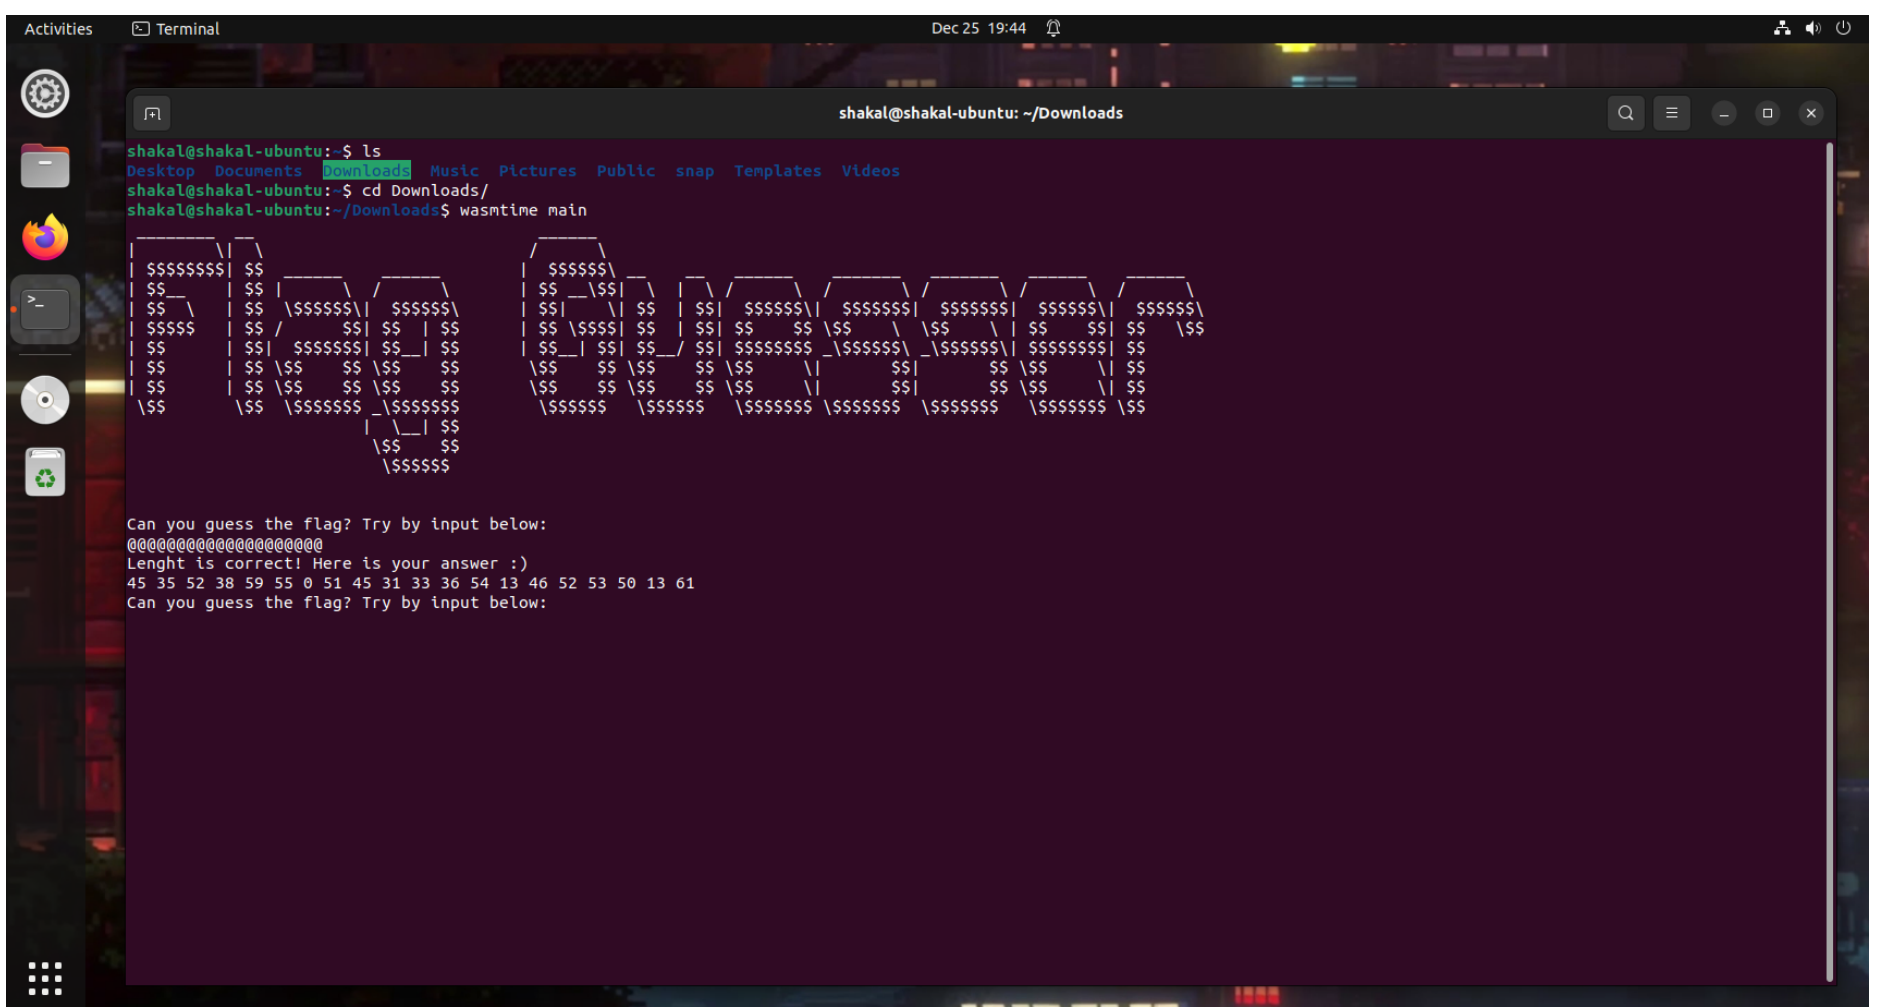 Activities Terminal Dec 25 19:44
shakal@shakal-ubuntu: ~/Downloads
shakal@shakal-ubuntu:~$ ls
Desktop Documents Downloads Music Pictures Public snap Templates Videos
shakal@shakal-ubuntu:~$ cd Downloads/
shakal@shakal-ubuntu:~/Downloads$ wasmtime main
Flag Guesser
Can you guess the flag? Try by input below:
@@@@@@@@@@@@@@@@@@@@
Lenght is correct! Here is your answer :)
45 35 52 38 59 55 0 51 45 31 33 36 54 13 46 52 53 50 13 61
Can you guess the flag? Try by input below: